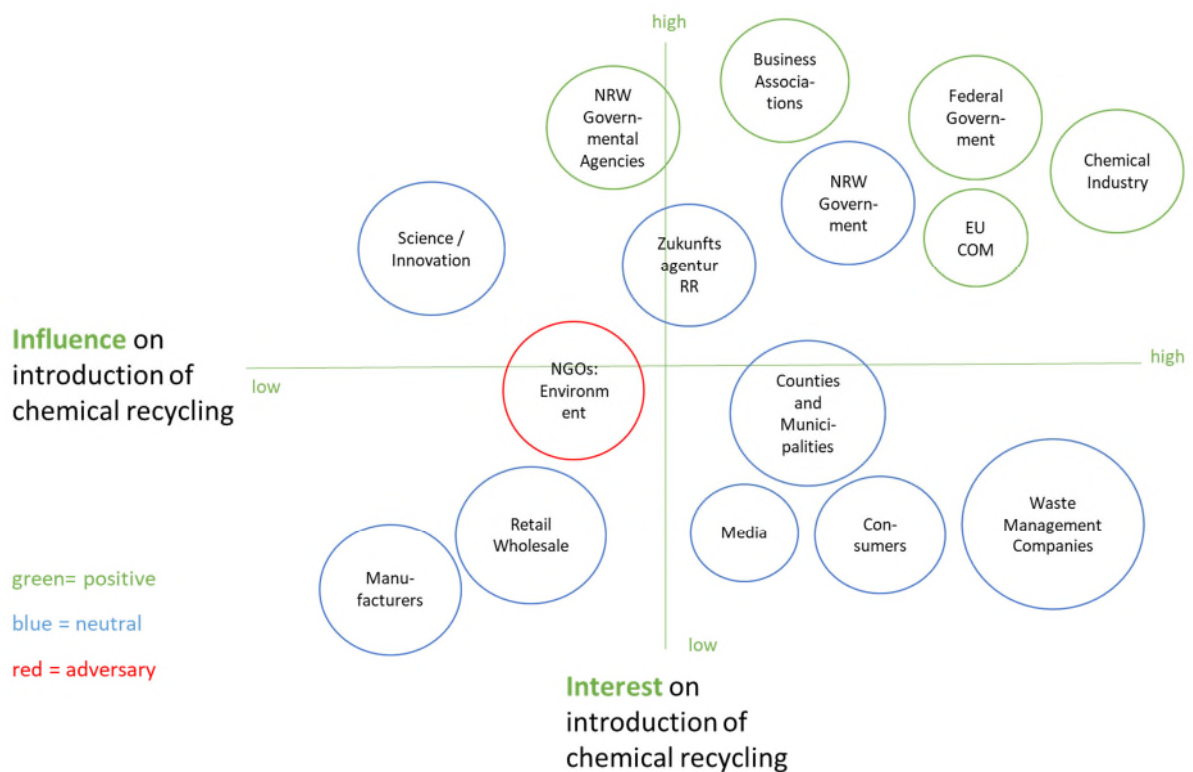 high
Business
Associa-
tions
NRW
Govern-
mental
Agencies
Federal
Govern-
ment
Chemical
Industry
NRW
Govern-
ment
Science /
Innovation
Zukunfts
agentur
RR
EU
COM
Influence on
introduction of
chemical recycling
low
high
NGOs:
Environm
ent
Counties
and
Munici-
palities
Retail
Wholesale
Media
Con-
sumers
Waste
Management
Companies
Manu-
facturers
green= positive
blue = neutral
red = adversary
low
Interest on
introduction of
chemical recycling